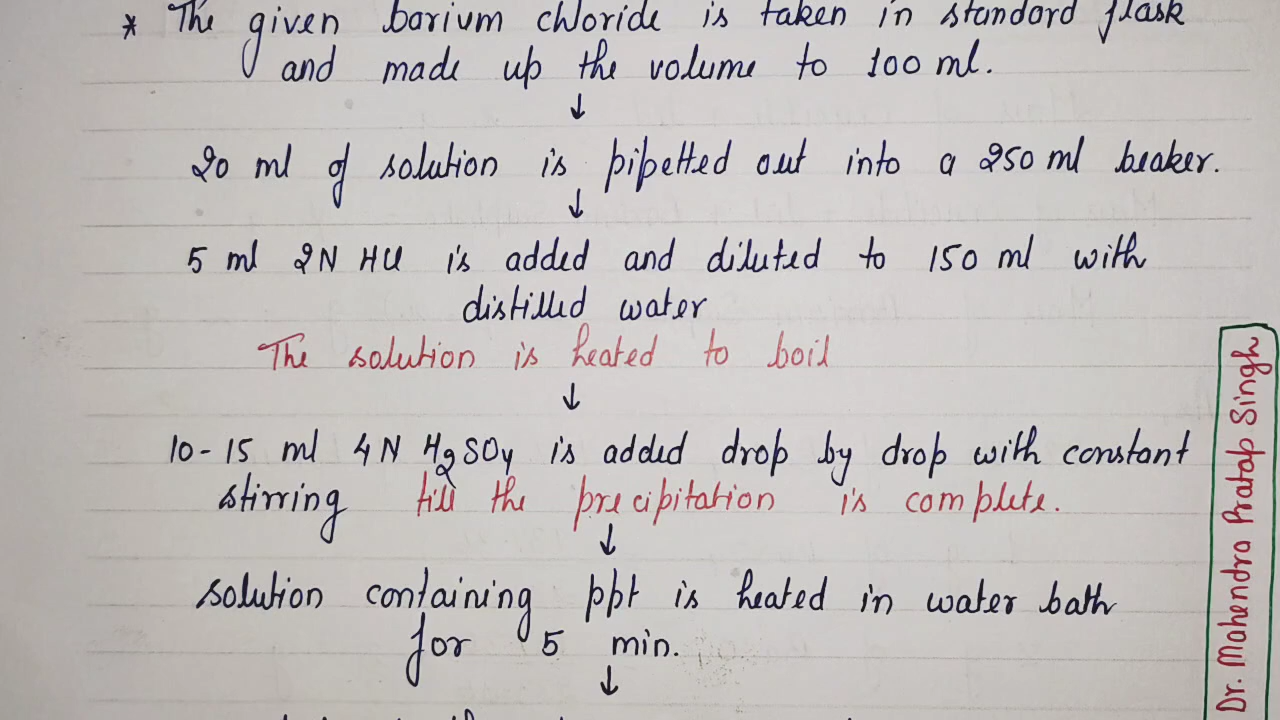 * The given barium chloride is taken in standard flask
and made up the volume to 100 ml.
↓
20 ml of solution is pipetted out into a 250 ml beaker.
↓
5 ml 2N HCl is added and diluted to 150 ml with
distilled water
The solution is heated to boil
↓
10-15 ml 4N H2SO4 is added drop by drop with constant
stirring till the precipitation is complete.
↓
solution containing ppt is heated in water bath
for 5 min.
↓
Dr. Mahendra Pratap Singh